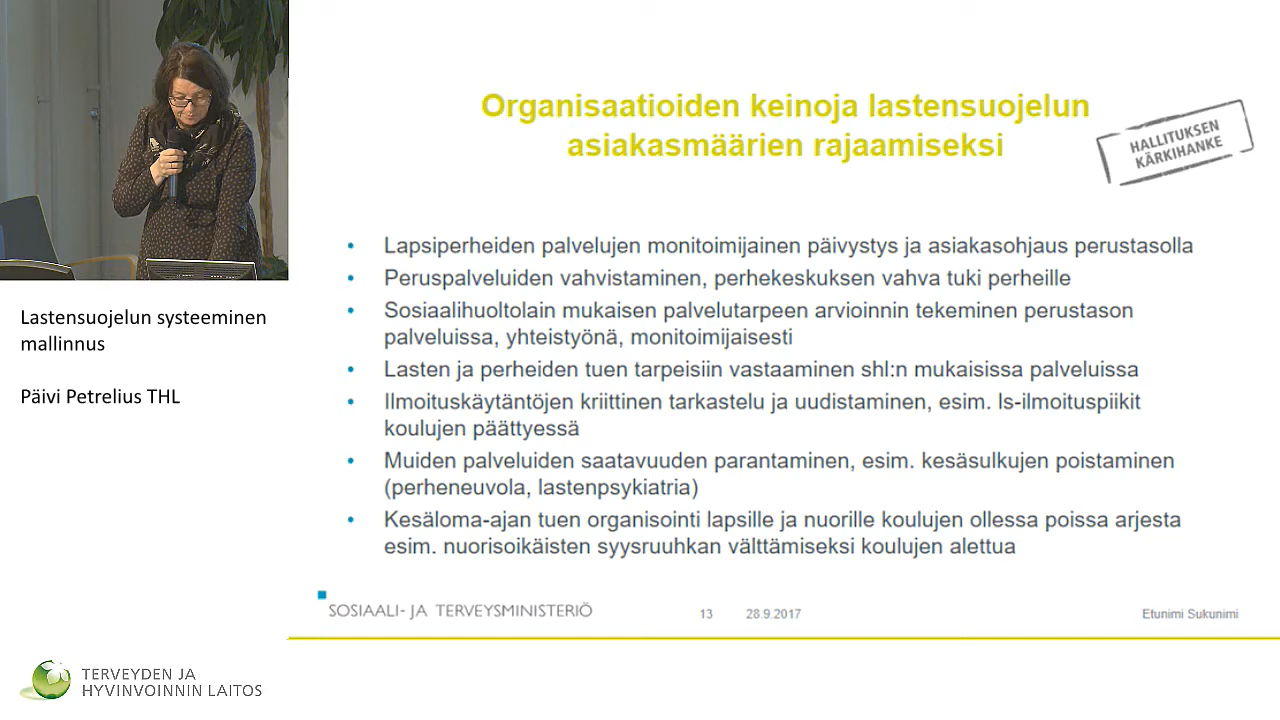 Organisaatioiden keinoja lastensuojelun
asiakasmäärien rajaamiseksi
HALLITUKSEN
KÄRKIHANKE
• Lapsiperheiden palvelujen monitoimijainen päivystys ja asiakasohjaus perustasolla
• Peruspalveluiden vahvistaminen, perhekeskuksen vahva tuki perheille
• Sosiaalihuoltolain mukaisen palvelutarpeen arvioinnin tekeminen perustason
palveluissa, yhteistyönä, monitoimijaisesti
• Lasten ja perheiden tuen tarpeisiin vastaaminen shl:n mukaisissa palveluissa
• Ilmoituskäytäntöjen kriittinen tarkastelu ja uudistaminen, esim. ls-ilmoituspiikit
koulujen päättyessä
• Muiden palveluiden saatavuuden parantaminen, esim. kesäsulkujen poistaminen
(perheneuvola, lastenpsykiatria)
• Kesäloma-ajan tuen organisointi lapsille ja nuorille koulujen ollessa poissa arjesta
esim. nuorisoikäisten syysruuhkan välttämiseksi koulujen alettua
SOSIAALI- JA TERVEYSMINISTERIÖ
13
28.9.2017
Etunimi Sukunimi
Lastensuojelun systeeminen
mallinnus
Päivi Petrelius THL
TERVEYDEN JA
HYVINVOINNIN LAITOS